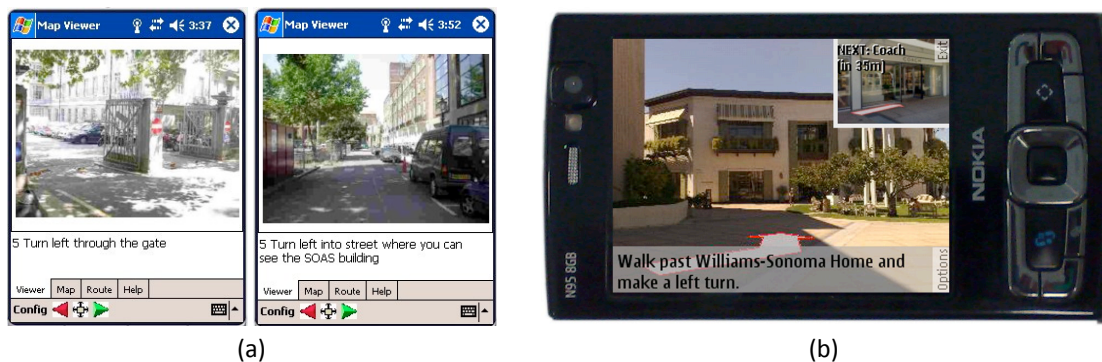 Map Viewer 3:37
5 Turn left through the gate
Viewer Map Route Help
Config
Map Viewer 3:52
5 Turn left into street where you can
see the SOAS building
Viewer Map Route Help
Config
(a)
NEXT: Coach
(in 35m)
Exit
Walk past Williams-Sonoma Home and
make a left turn.
Options
NOKIA
N95 8GB
(b)